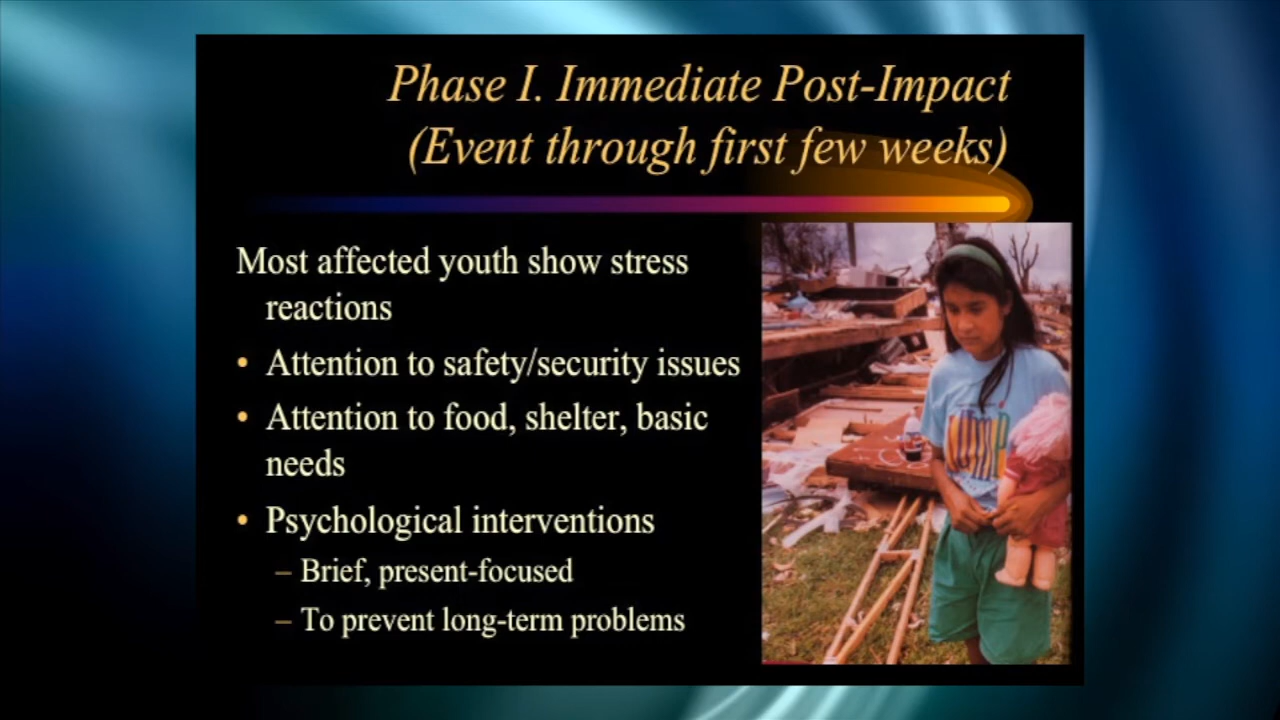 Phase I. Immediate Post-Impact
(Event through first few weeks)
Most affected youth show stress
reactions
• Attention to safety/security issues
• Attention to food, shelter, basic
needs
• Psychological interventions
– Brief, present-focused
– To prevent long-term problems